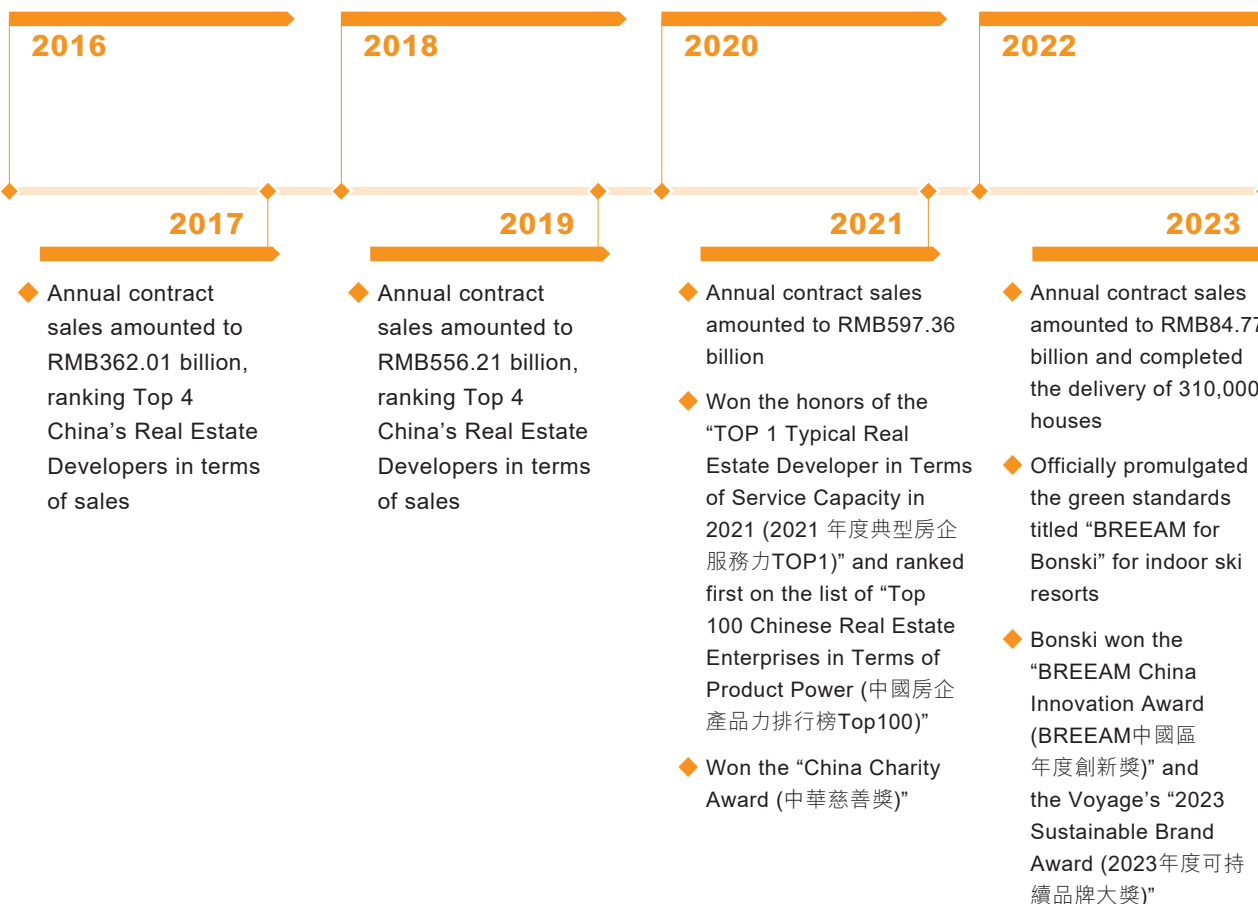 2016
2018
2020
2022
2017
2019
2021
2023
Annual contract
sales amounted to
RMB362.01 billion,
ranking Top 4
China’s Real Estate
Developers in terms
of sales
Annual contract
sales amounted to
RMB556.21 billion,
ranking Top 4
China’s Real Estate
Developers in terms
of sales
Annual contract sales
amounted to RMB597.36
billion
Won the honors of the
“TOP 1 Typical Real
Estate Developer in Terms
of Service Capacity in
2021 (2021 年度典型房企
服務力TOP1)” and ranked
first on the list of “Top
100 Chinese Real Estate
Enterprises in Terms of
Product Power (中國房企
產品力排行榜Top100)”
Won the “China Charity
Award (中華慈善獎)”
Annual contract sales
amounted to RMB84.77
billion and completed
the delivery of 310,000
houses
Officially promulgated
the green standards
titled “BREEAM for
Bonski” for indoor ski
resorts
Bonski won the
“BREEAM China
Innovation Award
(BREEAM中國區
年度創新獎)” and
the Voyage’s “2023
Sustainable Brand
Award (2023年度可持
續品牌大獎)”